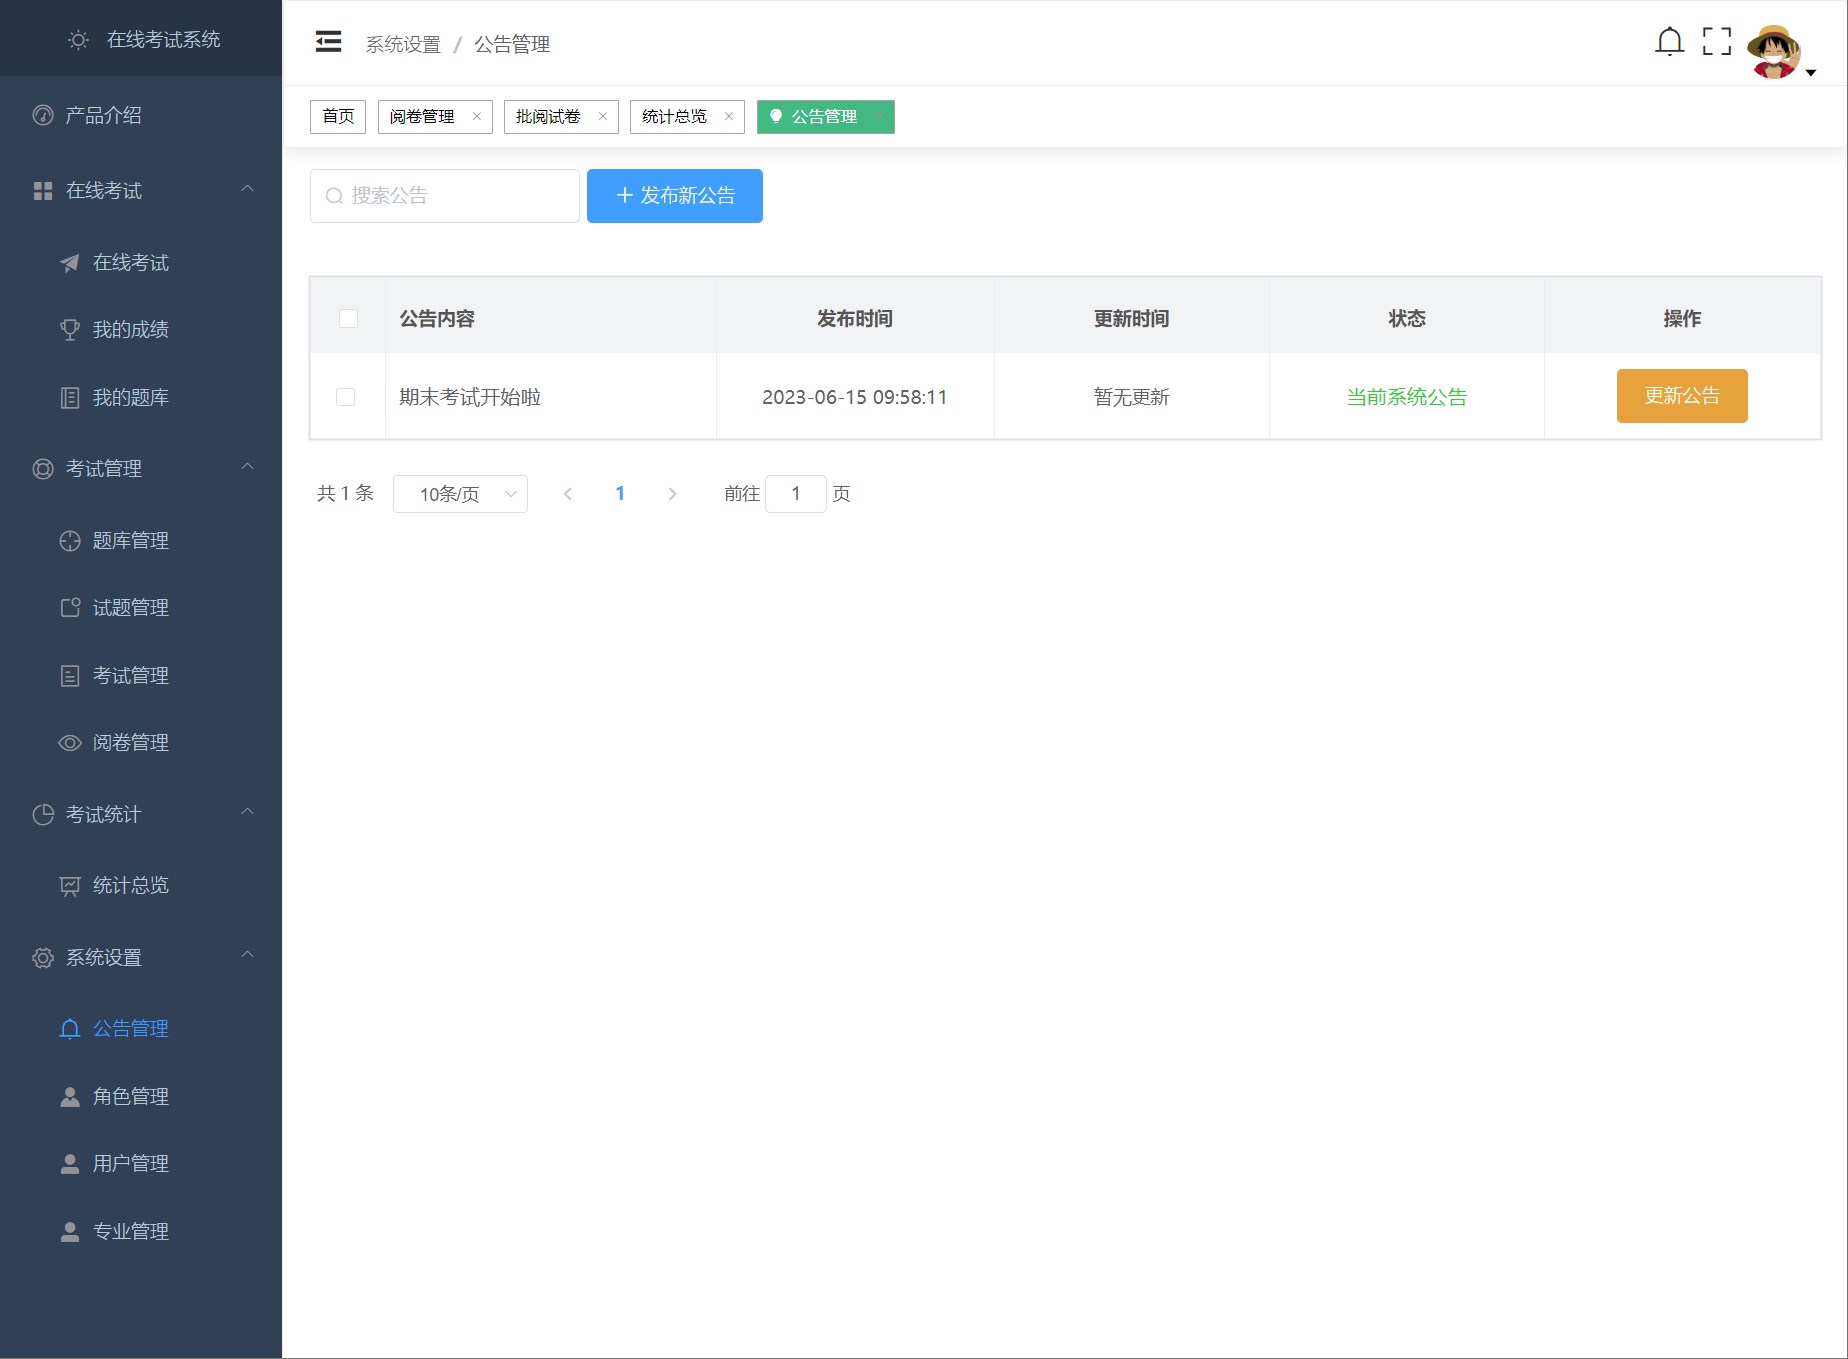 在线考试系统
产品介绍
在线考试
在线考试
我的成绩
我的题库
考试管理
题库管理
试题管理
考试管理
阅卷管理
考试统计
统计总览
系统设置
公告管理
角色管理
用户管理
专业管理
系统设置 / 公告管理
首页 阅卷管理 × 批阅试卷 × 统计总览 × 公告管理 ×
搜索公告 + 发布新公告
公告内容 发布时间 更新时间 状态 操作
期末考试开始啦 2023-06-15 09:58:11 暂无更新 当前系统公告 更新公告
共 1 条 10条/页 < 1 > 前往 1 页